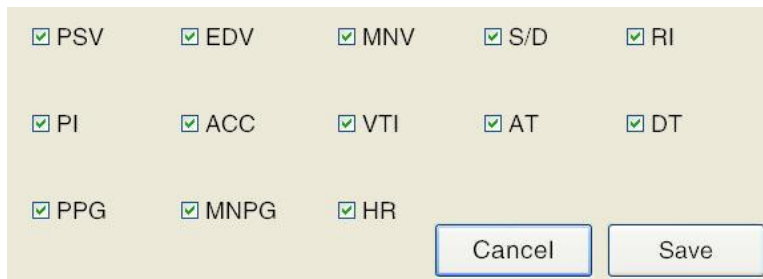 PSV EDV MNV S/D RI
PI ACC VTI AT DT
PPG MNPG HR
Cancel Save